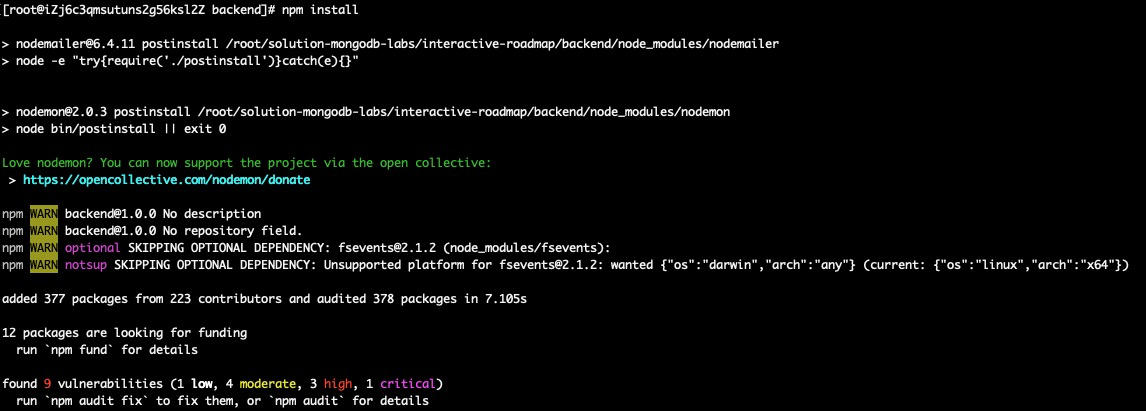 [root@iZj6c3qmsutuns2g56ksl2Z backend]# npm install
> nodemailer@6.4.11 postinstall /root/solution-mongodb-labs/interactive-roadmap/backend/node_modules/nodemailer
> node -e "try{require('./postinstall')}catch(e){}"
> nodemon@2.0.3 postinstall /root/solution-mongodb-labs/interactive-roadmap/backend/node_modules/nodemon
> node bin/postinstall || exit 0
Love nodemon? You can now support the project via the open collective:
> https://opencollective.com/nodemon/donate
npm WARN backend@1.0.0 No description
npm WARN backend@1.0.0 No repository field.
npm WARN optional SKIPPING OPTIONAL DEPENDENCY: fsevents@2.1.2 (node_modules/fsevents):
npm WARN notsup SKIPPING OPTIONAL DEPENDENCY: Unsupported platform for fsevents@2.1.2: wanted {"os":"darwin","arch":"any"} (current: {"os":"linux","arch":"x64"})
added 377 packages from 223 contributors and audited 378 packages in 7.105s
12 packages are looking for funding
run `npm fund` for details
found 9 vulnerabilities (1 low, 4 moderate, 3 high, 1 critical)
run `npm audit fix` to fix them, or `npm audit` for details